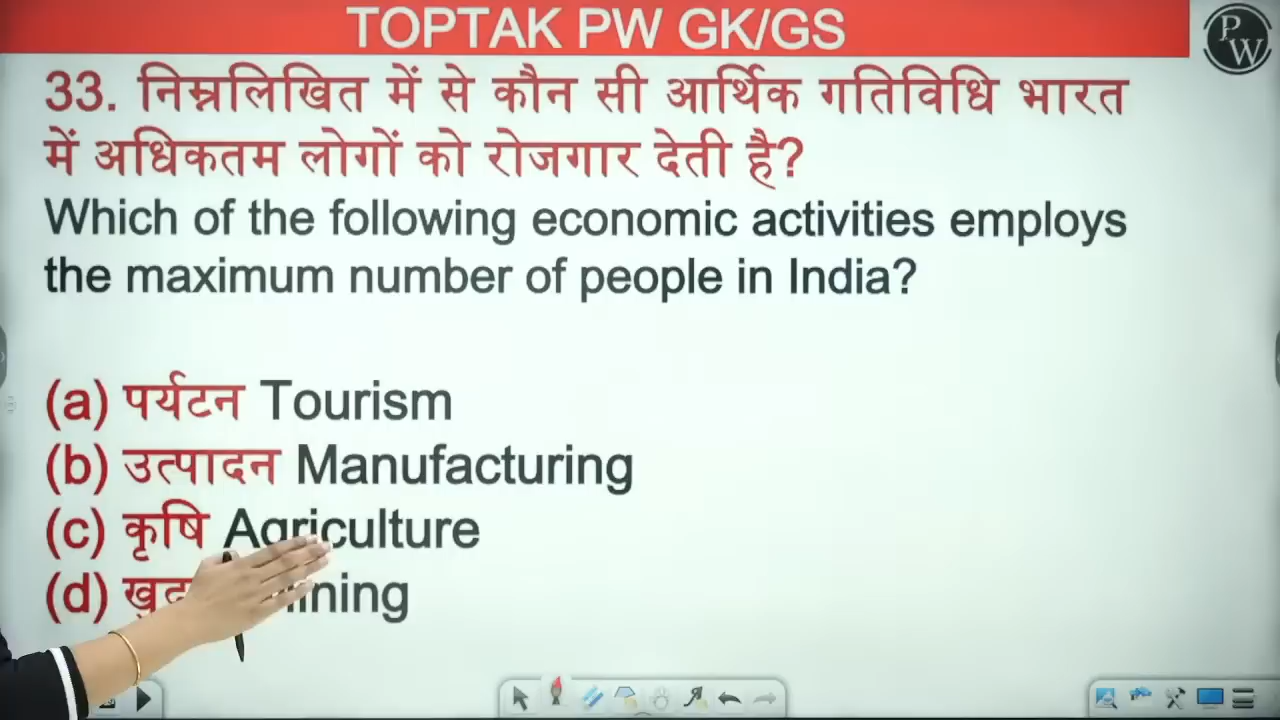 TOPTAK PW GK/GS
PW
33. निम्नलिखित में से कौन सी आर्थिक गतिविधि भारत
में अधिकतम लोगों को रोजगार देती है?
Which of the following economic activities employs
the maximum number of people in India?
(a) पर्यटन Tourism
(b) उत्पादन Manufacturing
(c) कृषि Agriculture
(d)